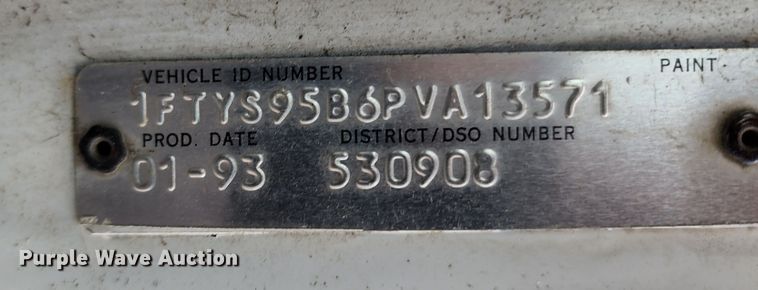 VEHICLE ID NUMBER PAINT
1FTYS95B6PVA13571
PROD. DATE DISTRICT/DSO NUMBER
01-93 530908
Purple Wave Auction